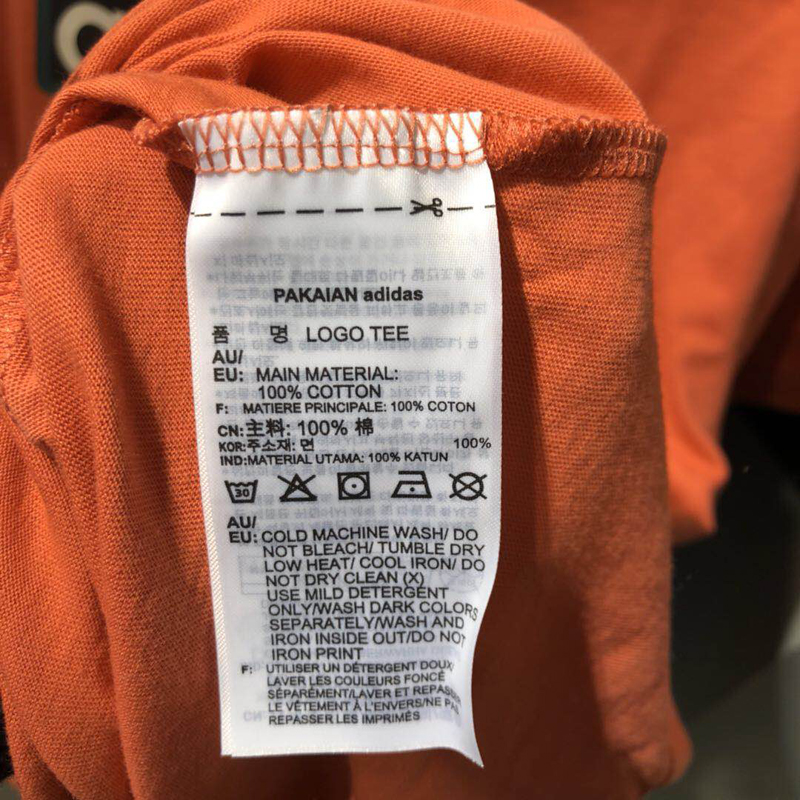 PAKAIAN adidas
품 명 LOGO TEE
AU/
EU: MAIN MATERIAL:
100% COTTON
F: MATIERE PRINCIPALE: 100% COTON
CN:主料: 100% 棉
KOR:주소재: 면 100%
IND:MATERIAL UTAMA: 100% KATUN
30
AU/
EU: COLD MACHINE WASH/ DO
NOT BLEACH/ TUMBLE DRY
LOW HEAT/ COOL IRON/ DO
NOT DRY CLEAN (X)
USE MILD DETERGENT
ONLY/WASH DARK COLORS
SEPARATELY/WASH AND
IRON INSIDE OUT/DO NOT
IRON PRINT
F: UTILISER UN DÉTERGENT DOUX/
LAVER LES COULEURS FONCÉ
SÉPARÉMENT/LAVER ET REPASSE
LE VÊTEMENT À L'ENVERS/NE PA
REPASSER LES IMPRIMÉS